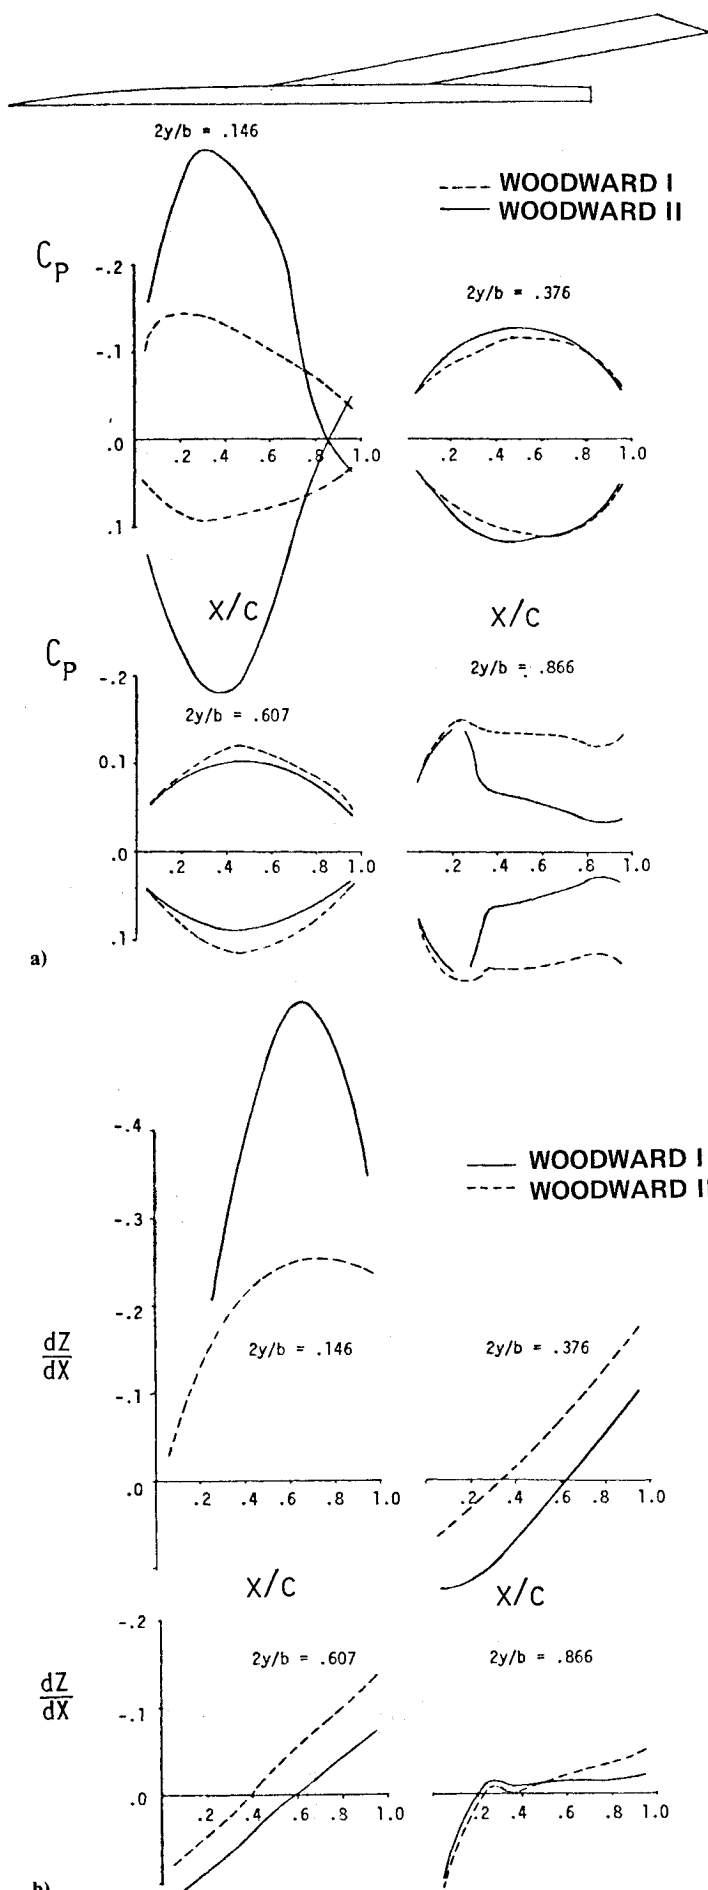 2y/b = .146
WOODWARD I
WOODWARD II
C_P
-.2
-.1
.0
.1
.2 .4 .6 .8 1.0
2y/b = .376
.2 .4 .6 .8 1.0
X/C
X/C
C_P
-.2
0.1
.0
.1
2y/b = .607
.2 .4 .6 .8 1.0
2y/b = .866
.2 .4 .6 .8 1.0
a)
-.4
-.3
-.2
-.1
.0
dZ
dX
WOODWARD I
WOODWARD I
2y/b = .146
.2 .4 .6 .8 1.0
2y/b = .376
.2 .4 .6 .8 1.0
X/C
X/C
dZ
dX
-.2
-.1
.0
2y/b = .607
.2 .4 .6 .8 1.0
2y/b = .866
.2 .4 .6 .8 1.0
b)